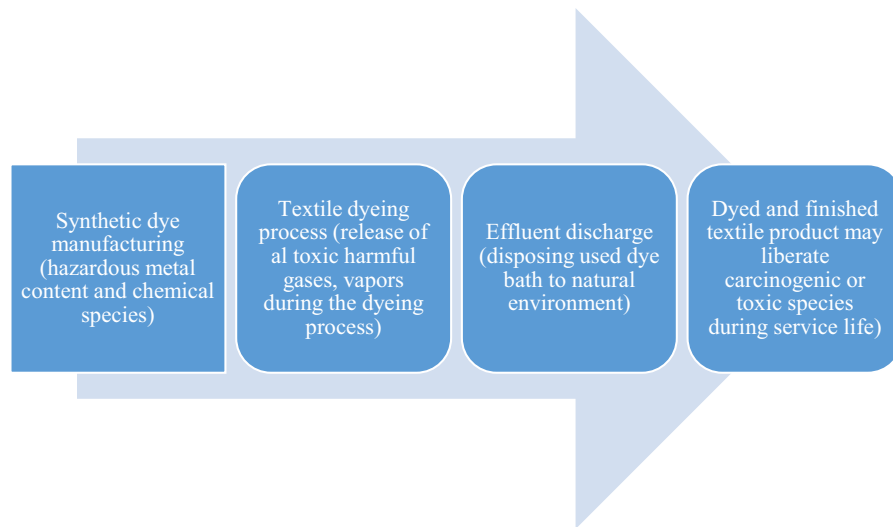 Synthetic dye
manufacturing
(hazardous metal
content and chemical
species)
Textile dyeing
process (release of
al toxic harmful
gases, vapors
during the dyeing
process)
Effluent discharge
(disposing used dye
bath to natural
environment)
Dyed and finished
textile product may
liberate
carcinogenic or
toxic species
during service life)